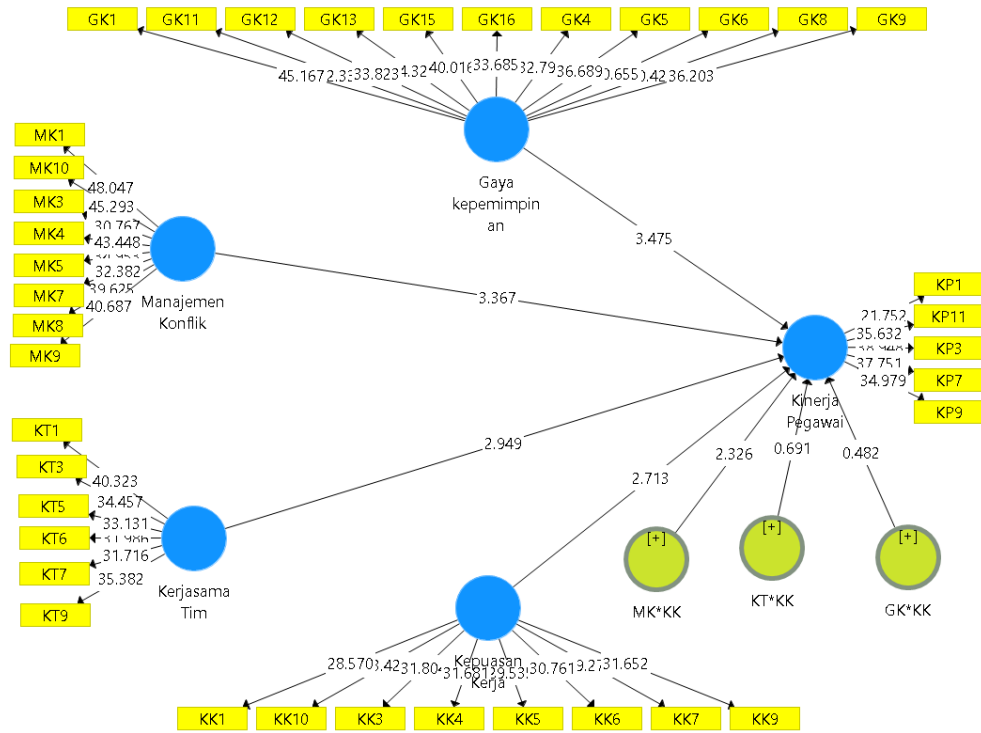 GK1 GK11 GK12 GK13 GK15 GK16 GK4 GK5 GK6 GK8 GK9
45.167 33.823 33.685 36.689 36.203
Gaya
kepemimpin
an
MK1
MK10
MK3
MK4
MK5
MK7
MK8
MK9
48.047
45.293
30.767
43.448
32.382
39.625
40.687
Manajemen
Konflik
3.475
3.367
KP1
KP11
KP3
KP7
KP9
21.752
35.632
37.751
34.979
Kinerja
Pegawai
KT1
KT3
KT5
KT6
KT7
KT9
40.323
34.457
33.131
31.716
35.382
Kerjasama
Tim
2.949
2.713
2.326
0.691
0.482
[+] [+] [+]
MK*KK KT*KK GK*KK
Kepuasan
Kerja
28.570 30.761 31.652
KK1 KK10 KK3 KK4 KK5 KK6 KK7 KK9